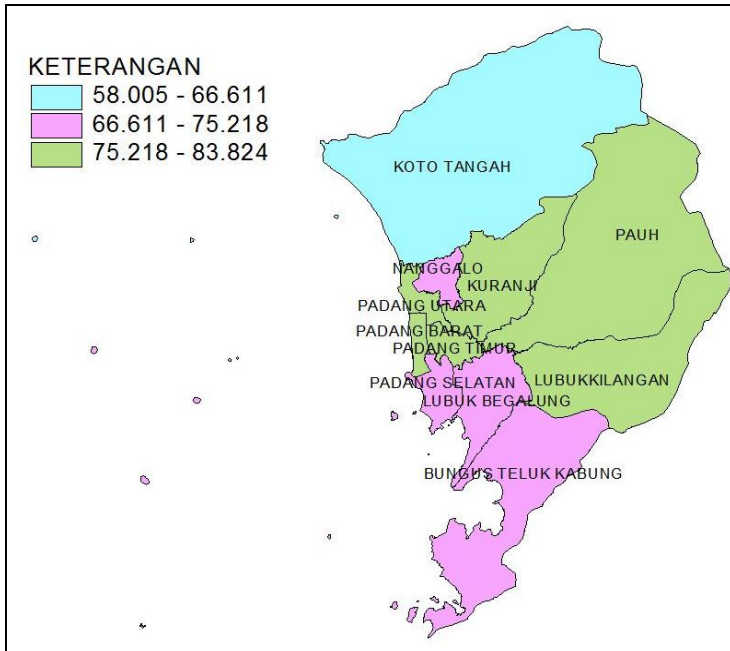 KETERANGAN
58.005 - 66.611
66.611 - 75.218
75.218 - 83.824
KOTO TANGAH
PAUH
NANGGALO
KURANJI
PADANG UTARA
PADANG BARAT
PADANG TIMUR
PADANG SELATAN
LUBUKKILANGAN
LUBUK BEGALUNG
BUNGUS TELUK KABUNG